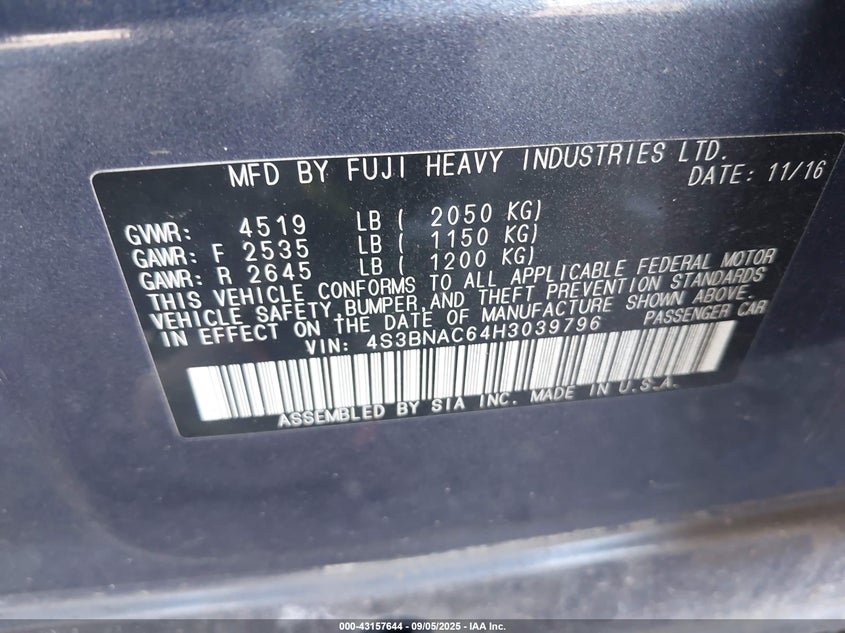 MFD BY FUJI HEAVY INDUSTRIES LTD.
DATE: 11/16
GVWR: 4519 LB ( 2050 KG)
GAWR: F 2535 LB ( 1150 KG)
GAWR: R 2645 LB ( 1200 KG)
THIS VEHICLE CONFORMS TO ALL APPLICABLE FEDERAL MOTOR
VEHICLE SAFETY, BUMPER, AND THEFT PREVENTION STANDARDS
IN EFFECT ON THE DATE OF MANUFACTURE SHOWN ABOVE.
VIN: 4S3BNAC64H3039796 PASSENGER CAR
ASSEMBLED BY SIA INC. MADE IN U.S.A.
000-43157644 - 09/05/2025 - IAA Inc.